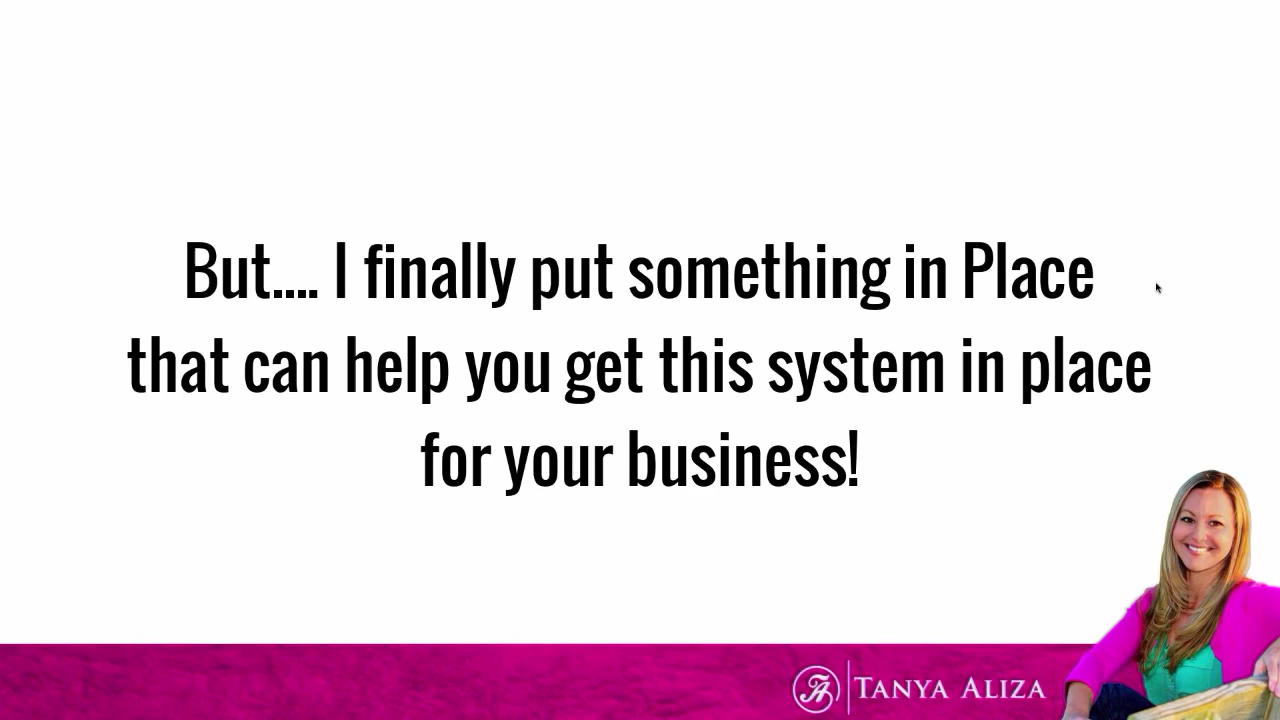 But.... I finally put something in Place
that can help you get this system in place
for your business!
TA TANYA ALIZA